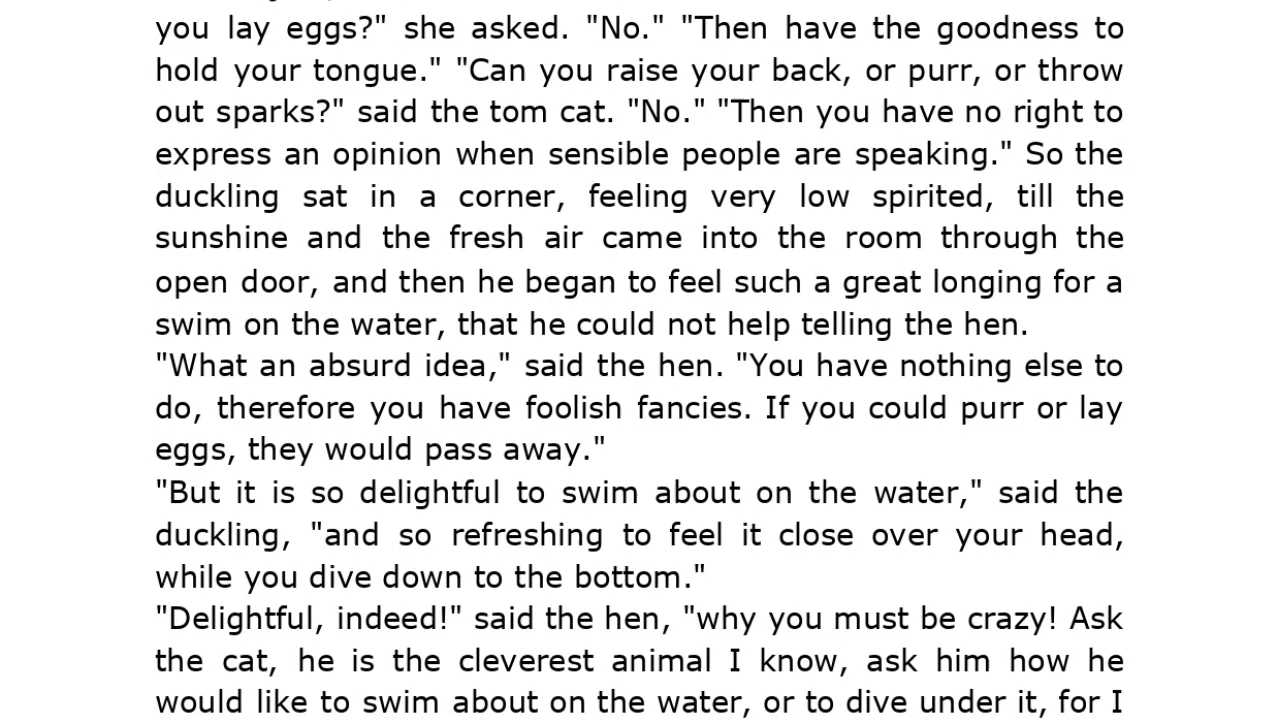 you lay eggs?" she asked. "No." "Then have the goodness to
hold your tongue." "Can you raise your back, or purr, or throw
out sparks?" said the tom cat. "No." "Then you have no right to
express an opinion when sensible people are speaking." So the
duckling sat in a corner, feeling very low spirited, till the
sunshine and the fresh air came into the room through the
open door, and then he began to feel such a great longing for a
swim on the water, that he could not help telling the hen.
"What an absurd idea," said the hen. "You have nothing else to
do, therefore you have foolish fancies. If you could purr or lay
eggs, they would pass away."
"But it is so delightful to swim about on the water," said the
duckling, "and so refreshing to feel it close over your head,
while you dive down to the bottom."
"Delightful, indeed!" said the hen, "why you must be crazy! Ask
the cat, he is the cleverest animal I know, ask him how he
would like to swim about on the water, or to dive under it, for I